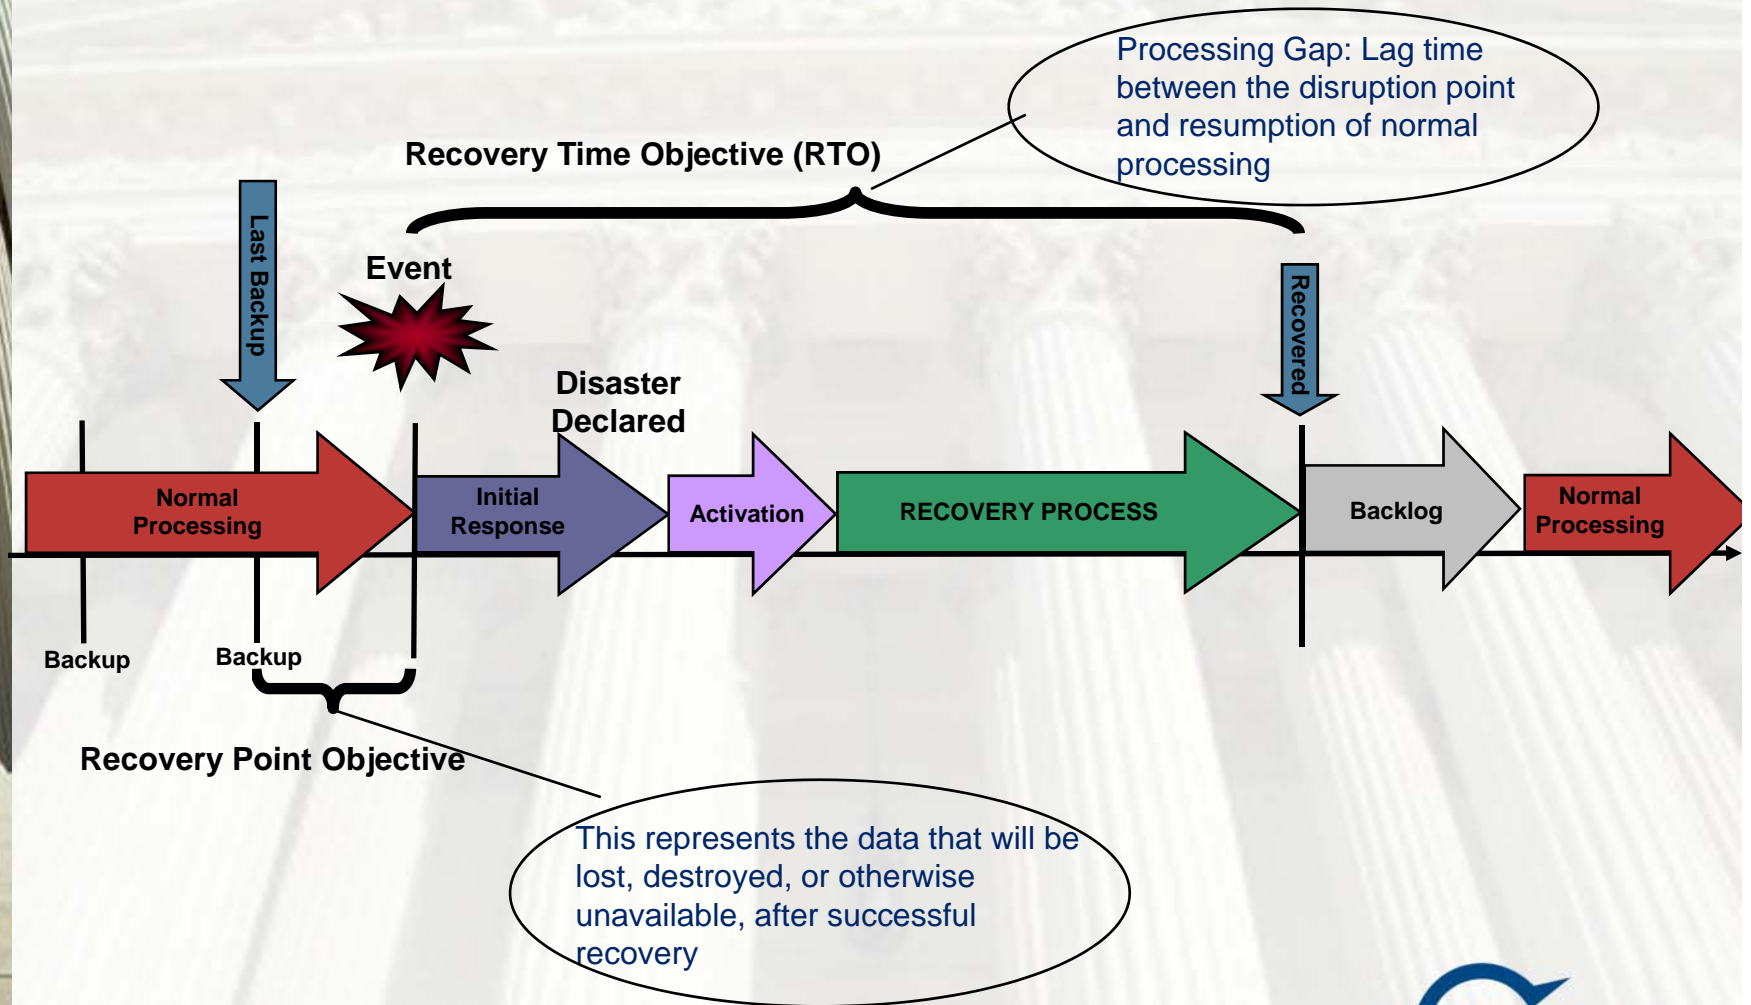 Processing Gap: Lag time
between the disruption point
and resumption of normal
processing
Recovery Time Objective (RTO)
Last Backup
Event
Recovered
Disaster
Declared
Normal
Processing
Initial
Response
Activation
RECOVERY PROCESS
Backlog
Normal
Processing
Backup
Backup
Recovery Point Objective
This represents the data that will be
lost, destroyed, or otherwise
unavailable, after successful
recovery